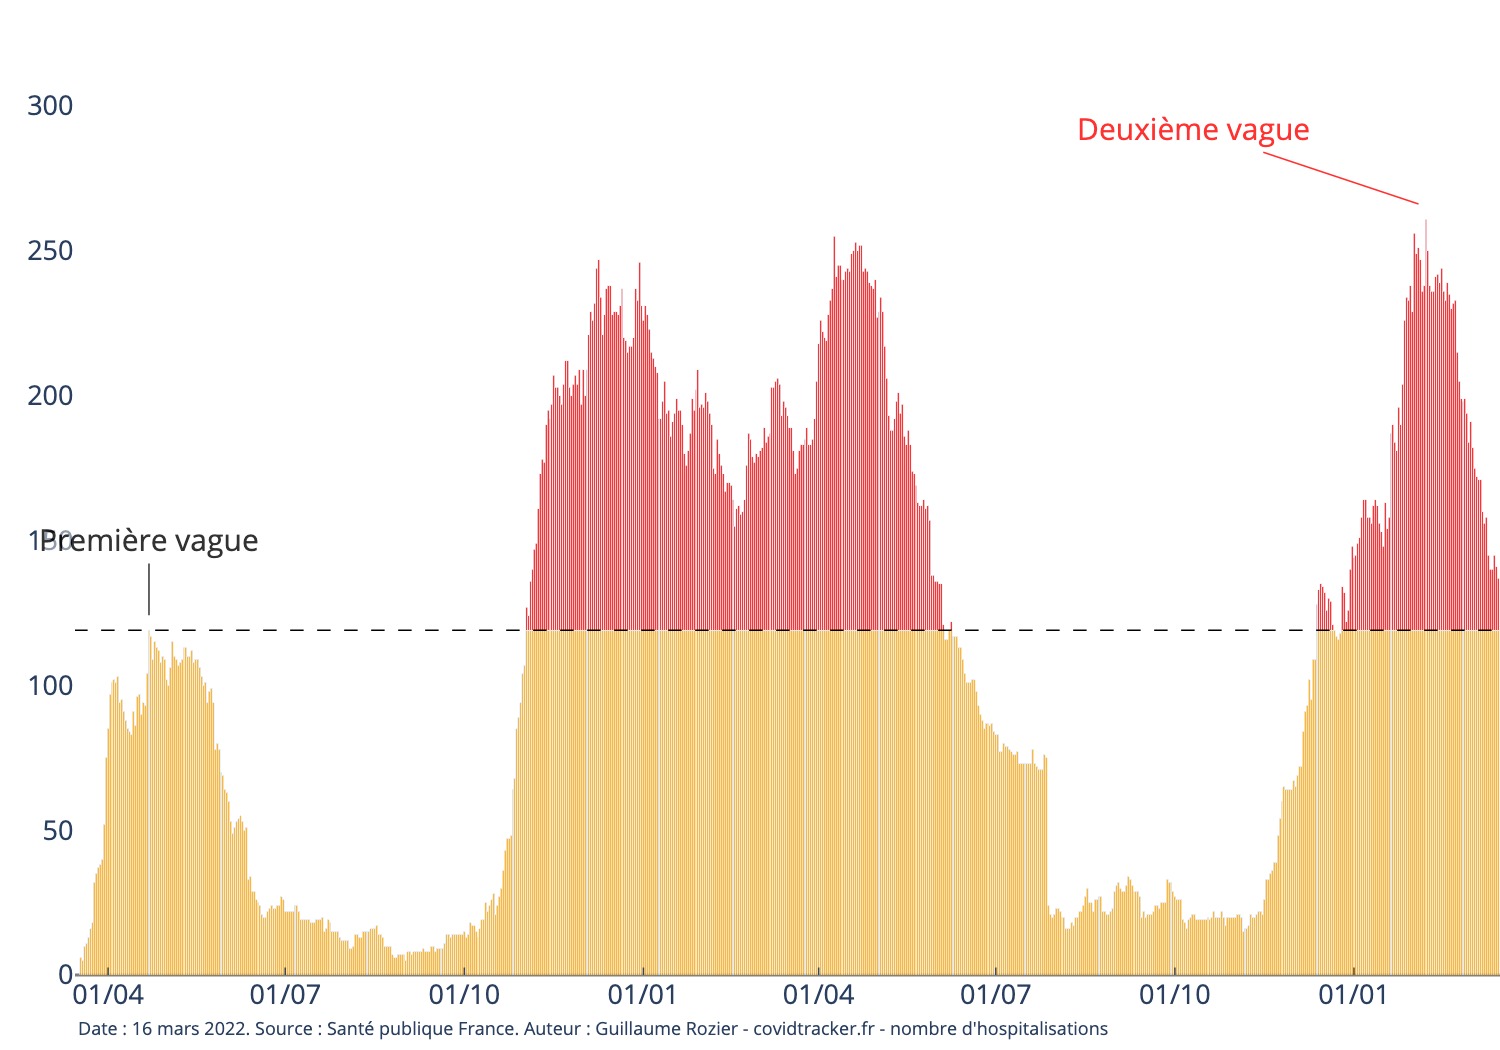 300
Deuxième vague
250
200
150
Première vague
100
50
0
01/04 01/07 01/10 01/01 01/04 01/07 01/10 01/01
Date : 16 mars 2022. Source : Santé publique France. Auteur : Guillaume Rozier - covidtracker.fr - nombre d'hospitalisations